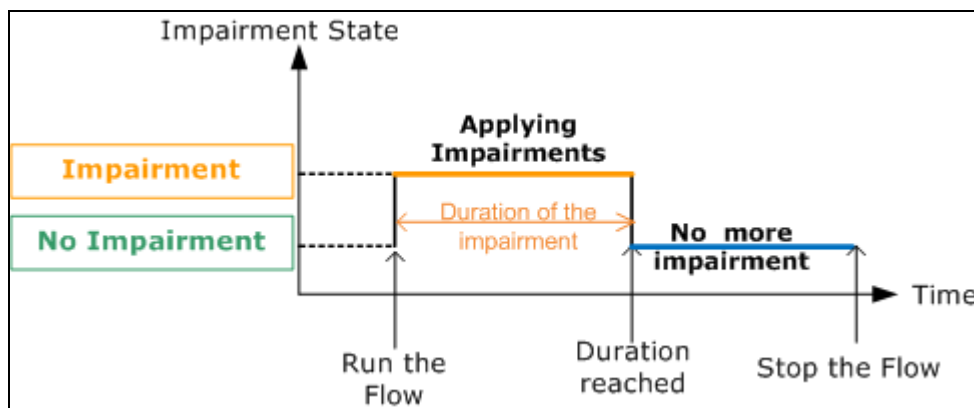 Impairment State
Applying
Impairments
Impairment
Duration of the
impairment
No Impairment
No more
impairment
Time
Run the
Flow
Duration
reached
Stop the Flow